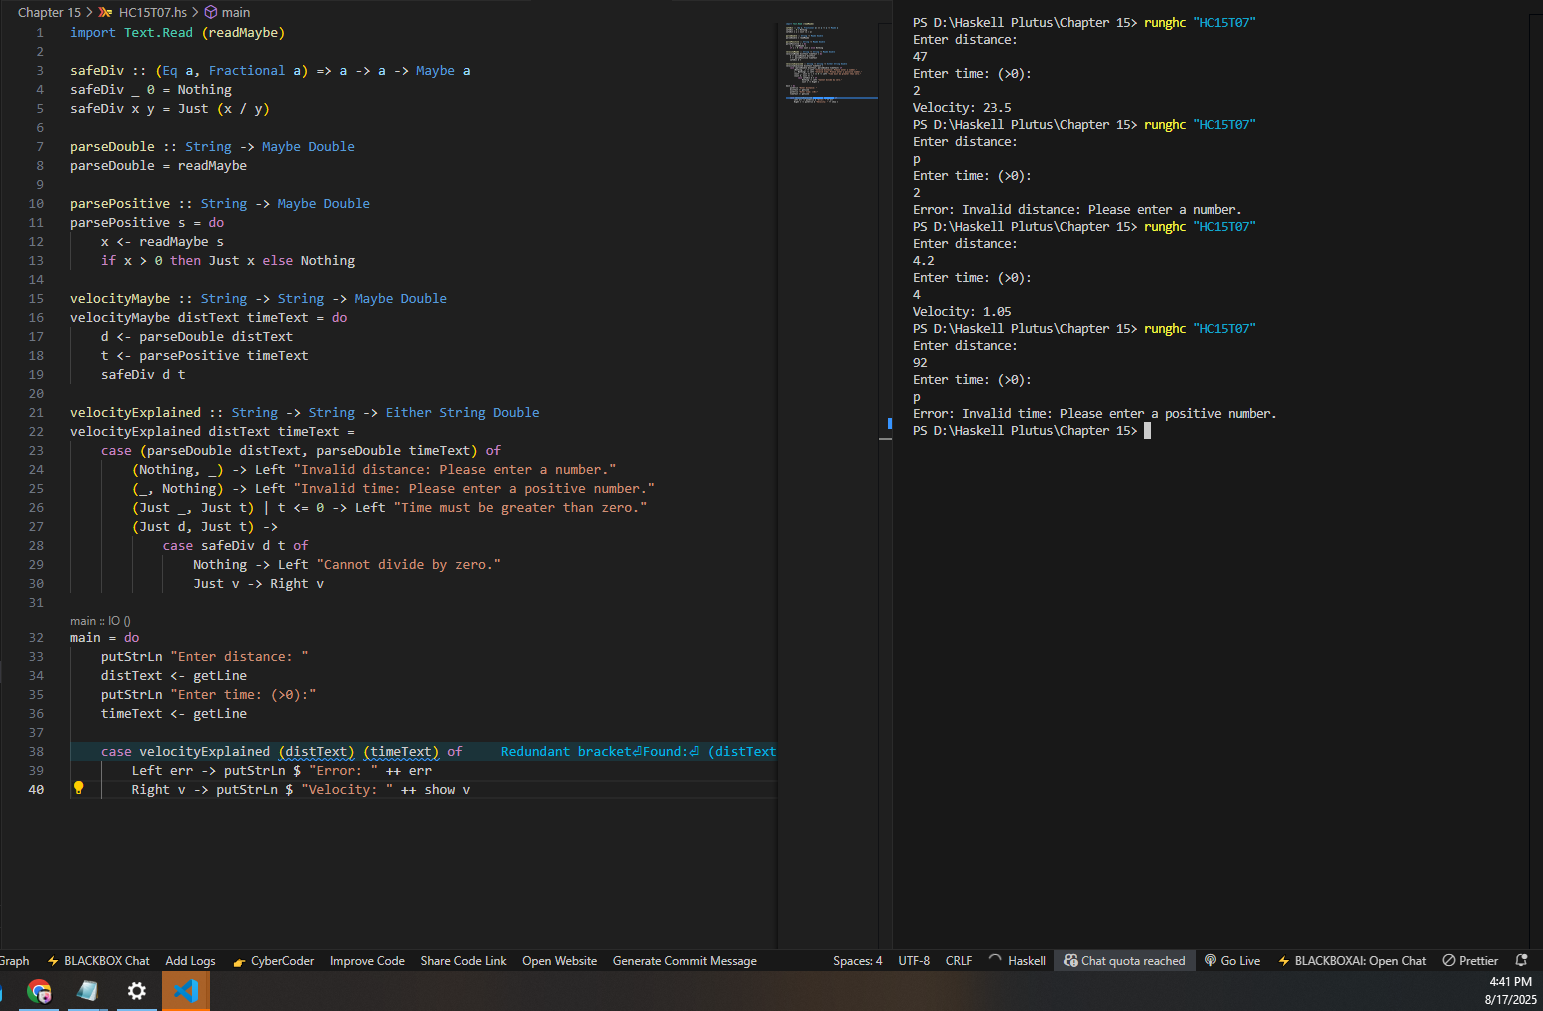 Chapter 15 > HC15T07.hs > main
1 import Text.Read (readMaybe)
2
3 safeDiv :: (Eq a, Fractional a) => a -> a -> Maybe a
4 safeDiv _ 0 = Nothing
5 safeDiv x y = Just (x / y)
6
7 parseDouble :: String -> Maybe Double
8 parseDouble = readMaybe
9
10 parsePositive :: String -> Maybe Double
11 parsePositive s = do
12     x <- readMaybe s
13     if x > 0 then Just x else Nothing
14
15 velocityMaybe :: String -> String -> Maybe Double
16 velocityMaybe distText timeText = do
17     d <- parseDouble distText
18     t <- parsePositive timeText
19     safeDiv d t
20
21 velocityExplained :: String -> String -> Either String Double
22 velocityExplained distText timeText =
23     case (parseDouble distText, parseDouble timeText) of
24         (Nothing, _) -> Left "Invalid distance: Please enter a number."
25         (_, Nothing) -> Left "Invalid time: Please enter a positive number."
26         (Just _, Just t) | t <= 0 -> Left "Time must be greater than zero."
27         (Just d, Just t) ->
28             case safeDiv d t of
29                 Nothing -> Left "Cannot divide by zero."
30                 Just v -> Right v
31
main :: IO ()
32 main = do
33     putStrLn "Enter distance: "
34     distText <- getLine
35     putStrLn "Enter time: (>0):"
36     timeText <- getLine
37
38     case velocityExplained (distText) (timeText) of     Redundant bracket⏎Found:⏎ (distText
39         Left err -> putStrLn $ "Error: " ++ err
40         Right v -> putStrLn $ "Velocity: " ++ show v
PS D:\Haskell Plutus\Chapter 15> runghc "HC15T07"
Enter distance:
47
Enter time: (>0):
2
Velocity: 23.5
PS D:\Haskell Plutus\Chapter 15> runghc "HC15T07"
Enter distance:
p
Enter time: (>0):
2
Error: Invalid distance: Please enter a number.
PS D:\Haskell Plutus\Chapter 15> runghc "HC15T07"
Enter distance:
4.2
Enter time: (>0):
4
Velocity: 1.05
PS D:\Haskell Plutus\Chapter 15> runghc "HC15T07"
Enter distance:
92
Enter time: (>0):
p
Error: Invalid time: Please enter a positive number.
PS D:\Haskell Plutus\Chapter 15>
Graph BLACKBOX Chat Add Logs CyberCoder Improve Code Share Code Link Open Website Generate Commit Message Spaces: 4 UTF-8 CRLF Haskell Chat quota reached Go Live BLACKBOXAI: Open Chat Prettier
4:41 PM
8/17/2025